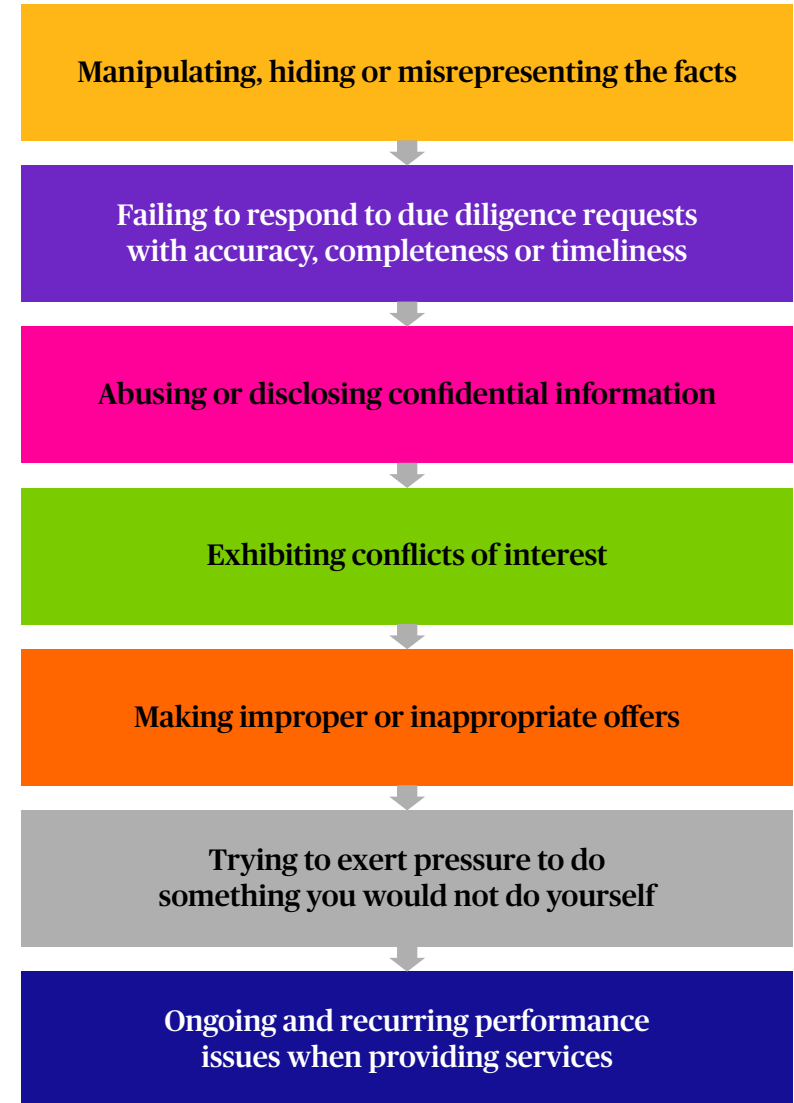 Manipulating, hiding or misrepresenting the facts
Failing to respond to due diligence requests
with accuracy, completeness or timeliness
Abusing or disclosing confidential information
Exhibiting conflicts of interest
Making improper or inappropriate offers
Trying to exert pressure to do
something you would not do yourself
Ongoing and recurring performance
issues when providing services